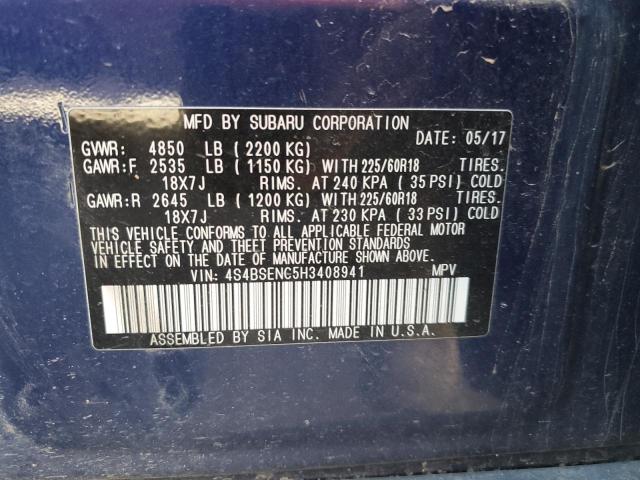 MFD BY SUBARU CORPORATION
DATE: 05/17
GVWR: 4850 LB (2200 KG)
GAWR:F 2535 LB (1150 KG) WITH 225/60R18 TIRES.
18X7J RIMS. AT 240 KPA (35 PSI) COLD
GAWR:R 2645 LB (1200 KG) WITH 225/60R18 TIRES.
18X7J RIMS. AT 230 KPA (33 PSI) COLD
THIS VEHICLE CONFORMS TO ALL APPLICABLE FEDERAL MOTOR
VEHICLE SAFETY AND THEFT PREVENTION STANDARDS
IN EFFECT ON THE DATE OF MANUFACTURE SHOWN ABOVE.
VIN: 4S4BSENC5H3408941 MPV
ASSEMBLED BY SIA INC. MADE IN U.S.A.